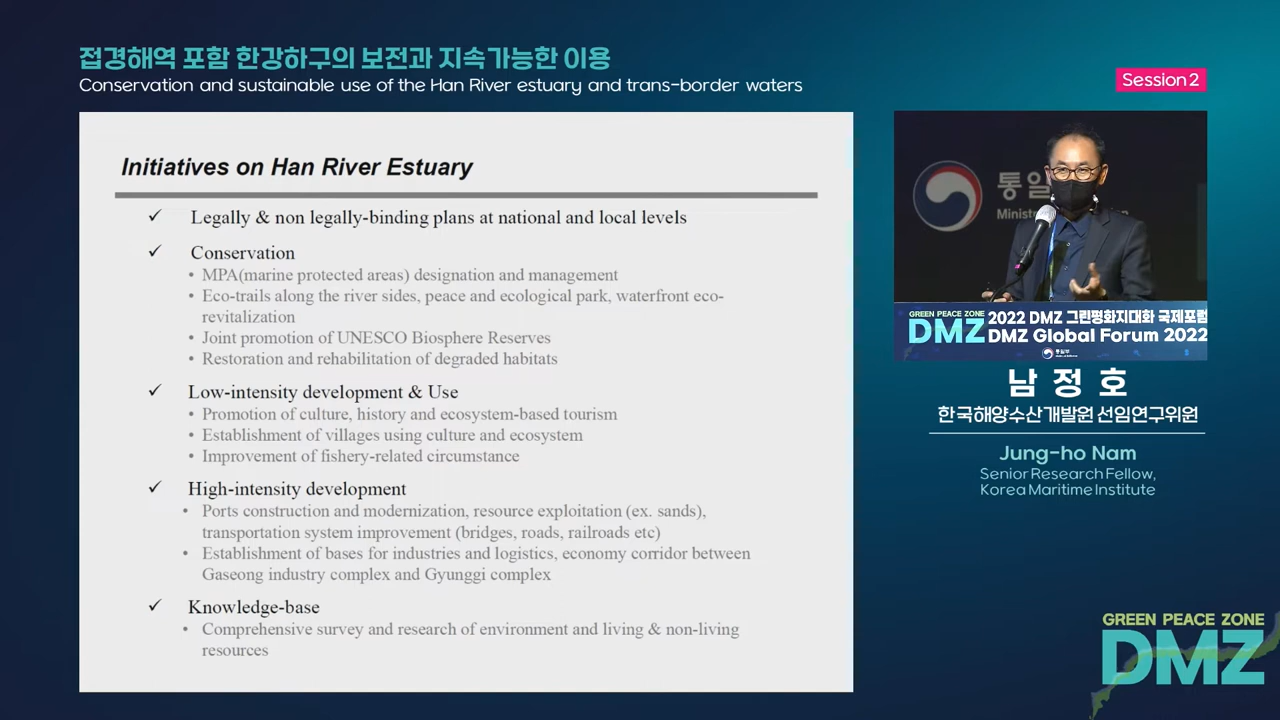 접경해역 포함 한강하구의 보전과 지속가능한 이용
Conservation and sustainable use of the Han River estuary and trans-border waters
Session 2
Initiatives on Han River Estuary
✓ Legally & non legally-binding plans at national and local levels
✓ Conservation
• MPA(marine protected areas) designation and management
• Eco-trails along the river sides, peace and ecological park, waterfront eco-
revitalization
• Joint promotion of UNESCO Biosphere Reserves
• Restoration and rehabilitation of degraded habitats
✓ Low-intensity development & Use
• Promotion of culture, history and ecosystem-based tourism
• Establishment of villages using culture and ecosystem
• Improvement of fishery-related circumstance
✓ High-intensity development
• Ports construction and modernization, resource exploitation (ex. sands),
transportation system improvement (bridges, roads, railroads etc)
• Establishment of bases for industries and logistics, economy corridor between
Gaseong industry complex and Gyunggi complex
✓ Knowledge-base
• Comprehensive survey and research of environment and living & non-living
resources
통일
Minist
GREEN PEACE ZONE
DMZ
2022 DMZ 그린평화지대화 국제포럼
DMZ Global Forum 2022
통일부
남정호
한국해양수산개발원 선임연구위원
Jung-ho Nam
Senior Research Fellow,
Korea Maritime Institute
GREEN PEACE ZONE
DMZ